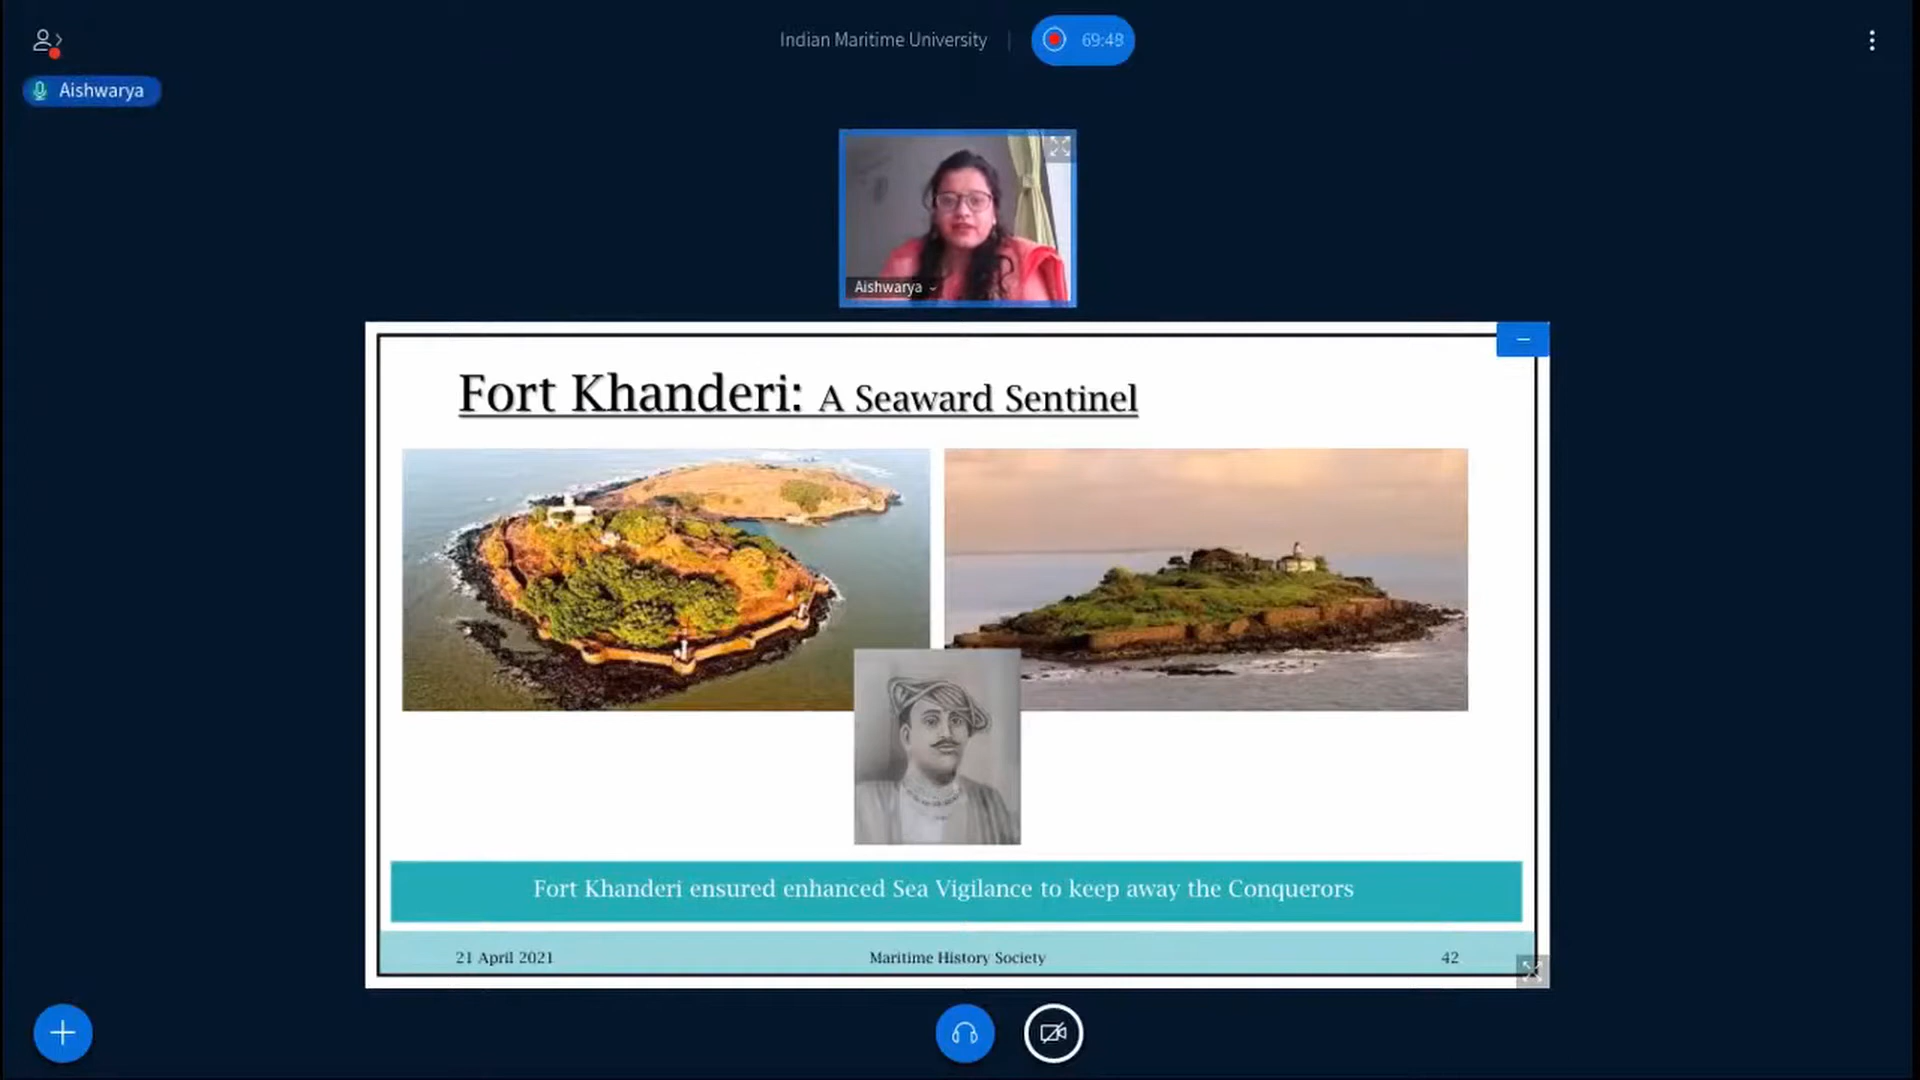 Indian Maritime University
69:48
Aishwarya
Aishwarya
Fort Khanderi: A Seaward Sentinel
Fort Khanderi ensured enhanced Sea Vigilance to keep away the Conquerors
21 April 2021
Maritime History Society
42